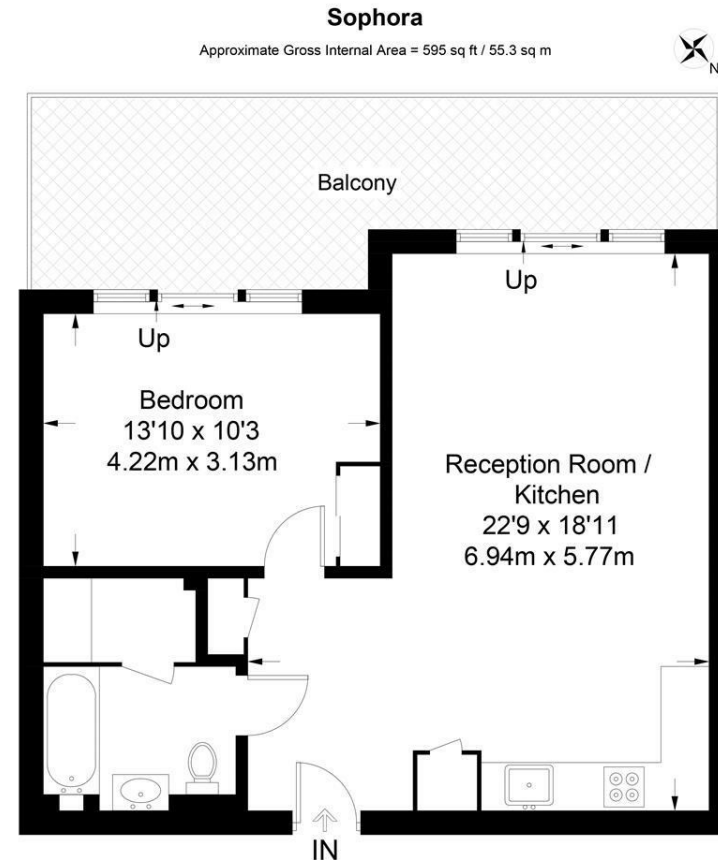 Sophora
Approximate Gross Internal Area = 595 sq ft / 55.3 sq m
N
Balcony
Up
Up
Bedroom
13'10 x 10'3
4.22m x 3.13m
Reception Room /
Kitchen
22'9 x 18'11
6.94m x 5.77m
IN